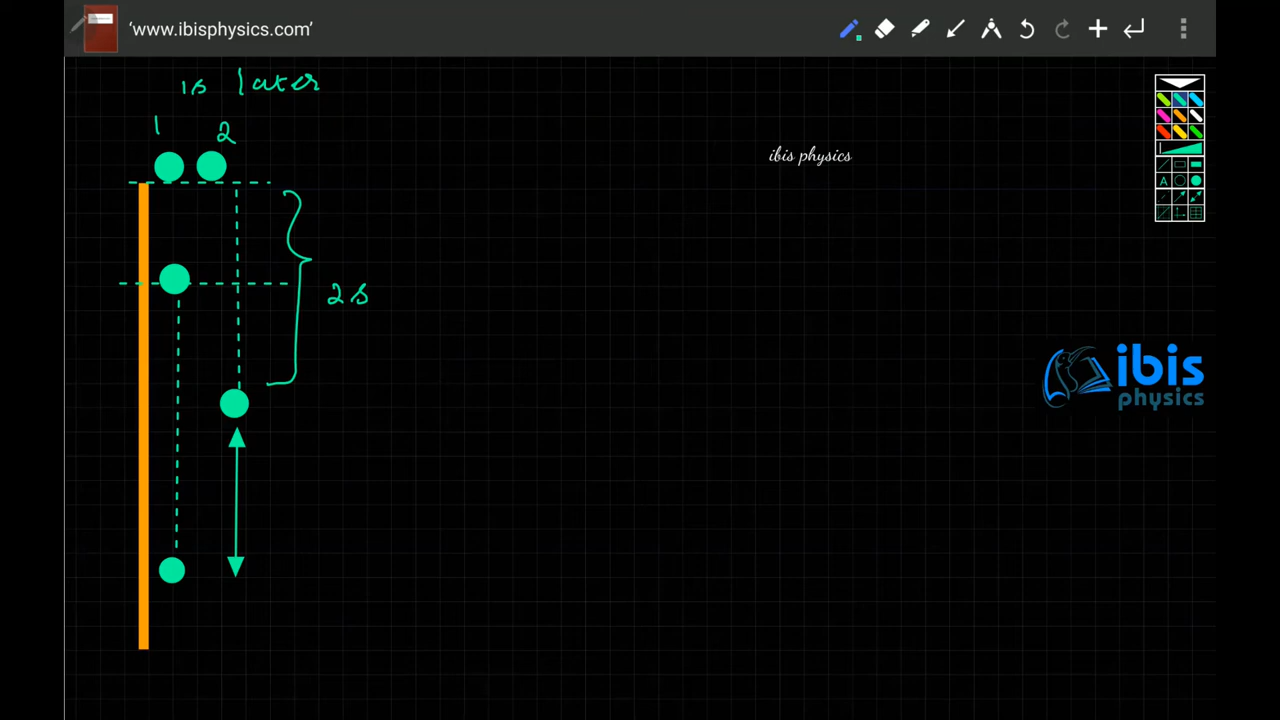 ‘www.ibisphysics.com’
1s later
1 2
ibis physics
2s
ibis
physics
A